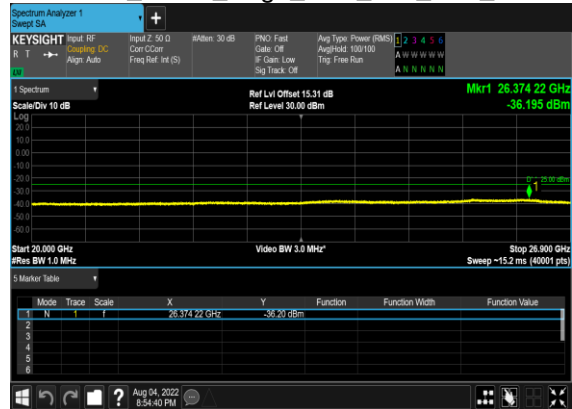 Spectrum Analyzer 1
Swept SA
+
KEYSIGHT Input: RF Input Z: 50 Ω #Atten: 30 dB PNO: Fast Avg Type: Power (RMS) 1 2 3 4 5 6
R T Coupling: DC Corr CCorr Gate: Off Avg|Hold: 100/100 A W W W W W
Align: Auto Freq Ref: Int (S) IF Gain: Low Trig: Free Run A N N N N N
Sig Track: Off
LXI
1 Spectrum Ref Lvl Offset 15.31 dB Mkr1 26.374 22 GHz
Scale/Div 10 dB Ref Level 30.00 dBm -36.195 dBm
Log
20.0
10.0
0.00
-10.0
-20.0
-30.0
-40.0
-50.0
-60.0
1
Start 20.000 GHz Video BW 3.0 MHz* Stop 26.900 GHz
#Res BW 1.0 MHz Sweep ~15.2 ms (40001 pts)
5 Marker Table
Mode Trace Scale X Y Function Function Width Function Value
1 N 1 f 26.374 22 GHz -36.20 dBm
2
3
4
5
6
? Aug 04, 2022
8:54:40 PM